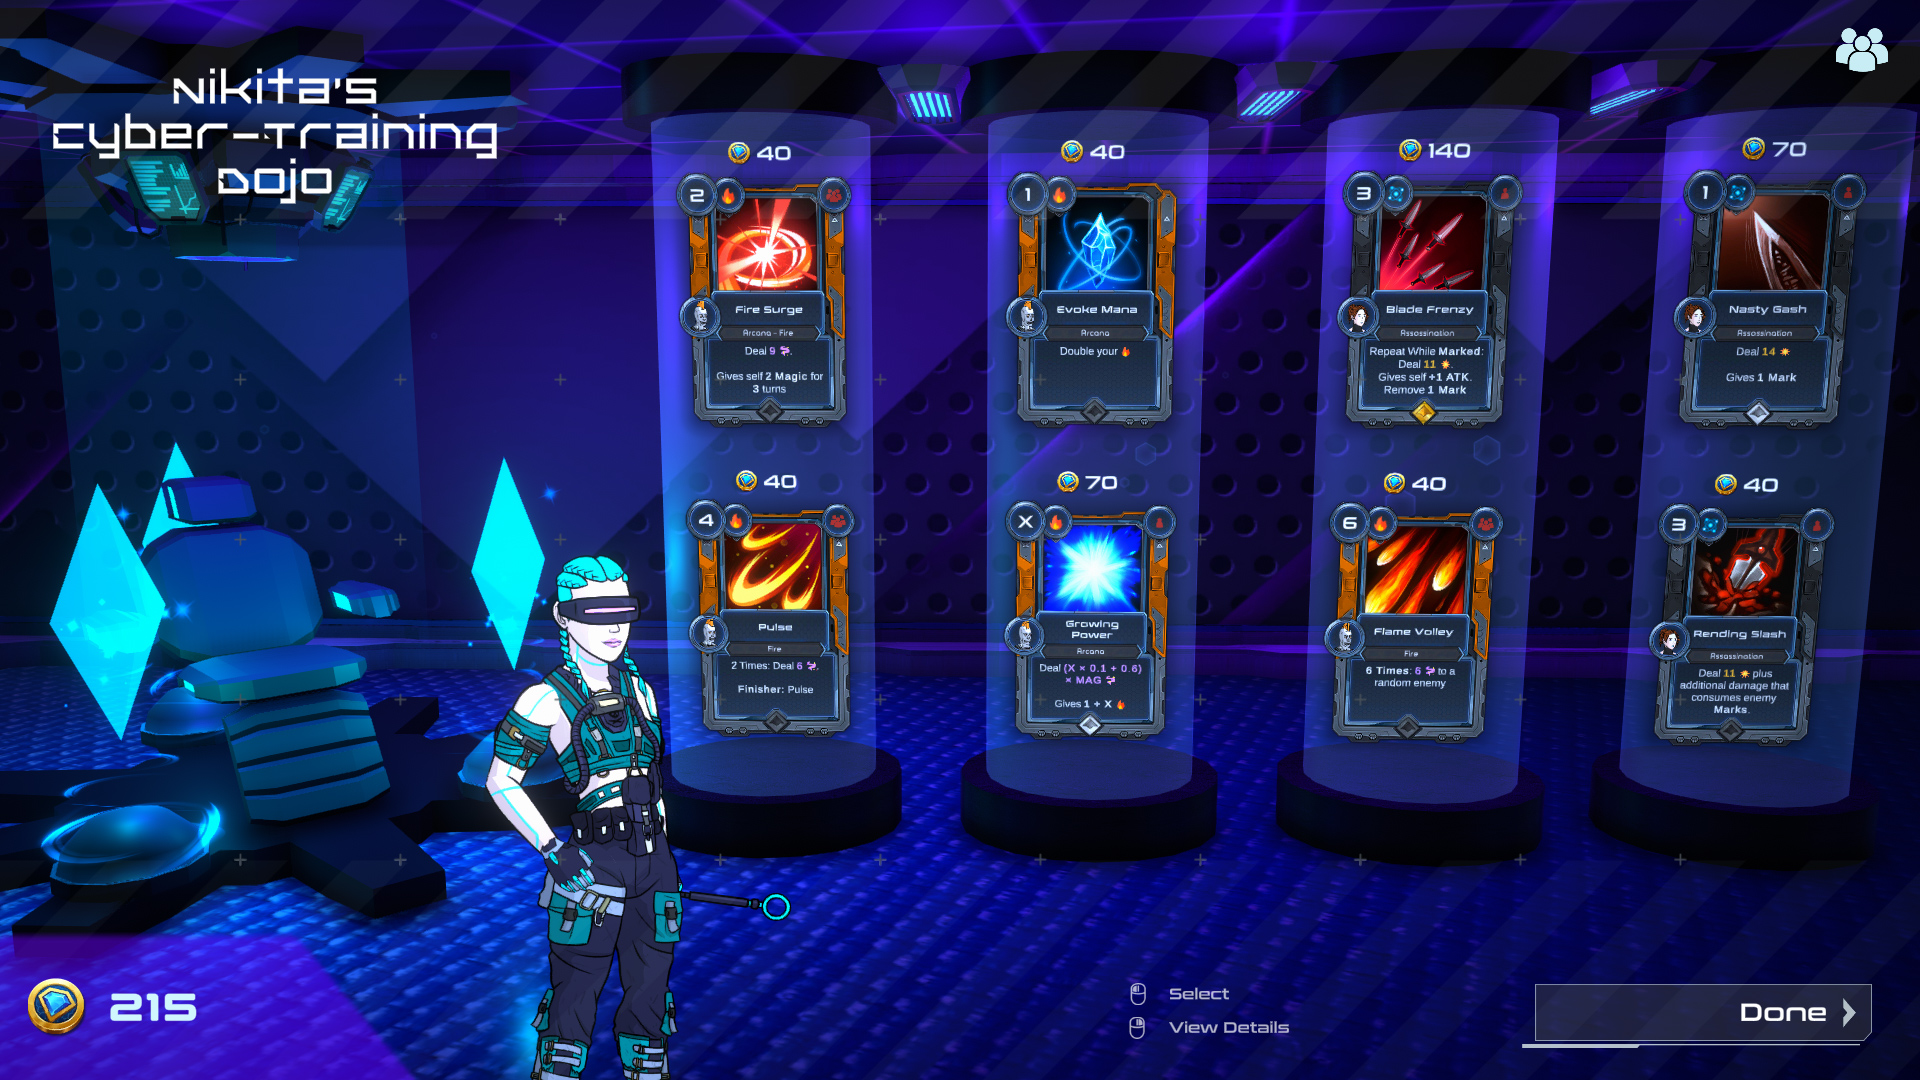 Nikita's
Cyber-Training
Dojo
40
2
Fire Surge
Arcana - Fire
Deal 9
Gives self 2 Magic for
3 turns
40
1
Evoke Mana
Arcana
Double your
140
3
Blade Frenzy
Assassination
Repeat While Marked:
Deal 11
Gives self +1 ATK.
Remove 1 Mark
70
1
Nasty Gash
Assassination
Deal 14
Gives 1 Mark
40
4
Pulse
Fire
2 Times: Deal 6
Finisher: Pulse
70
X
Growing
Power
Arcana
Deal (X × 0.1 + 0.6)
× MAG
Gives 1 + X
40
6
Flame Volley
Fire
6 Times: 6 to a
random enemy
40
3
Rending Slash
Assassination
Deal 11 plus
additional damage that
consumes enemy
Marks.
215
Select
View Details
Done